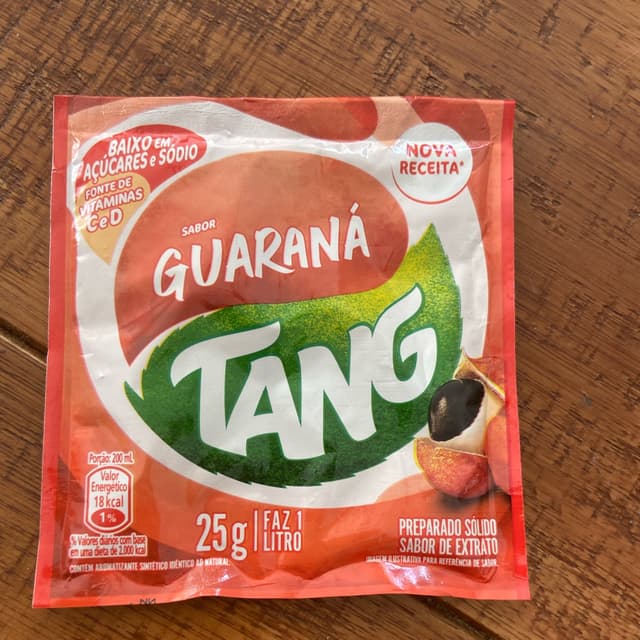 BAIXO EM
AÇÚCARES e SÓDIO
FONTE DE
VITAMINAS
C e D
NOVA
RECEITA*
SABOR
GUARANÁ
TANG
Porção: 200 mL
Valor
Energético
18 kcal
1%
% Valores diários com base
em uma dieta de 2.000 kcal
25g
FAZ 1
LITRO
PREPARADO SÓLIDO
SABOR DE EXTRATO
IMAGEM ILUSTRATIVA PARA REFERÊNCIA DE SABOR.
CONTÉM AROMATIZANTE SINTÉTICO IDÊNTICO AO NATURAL